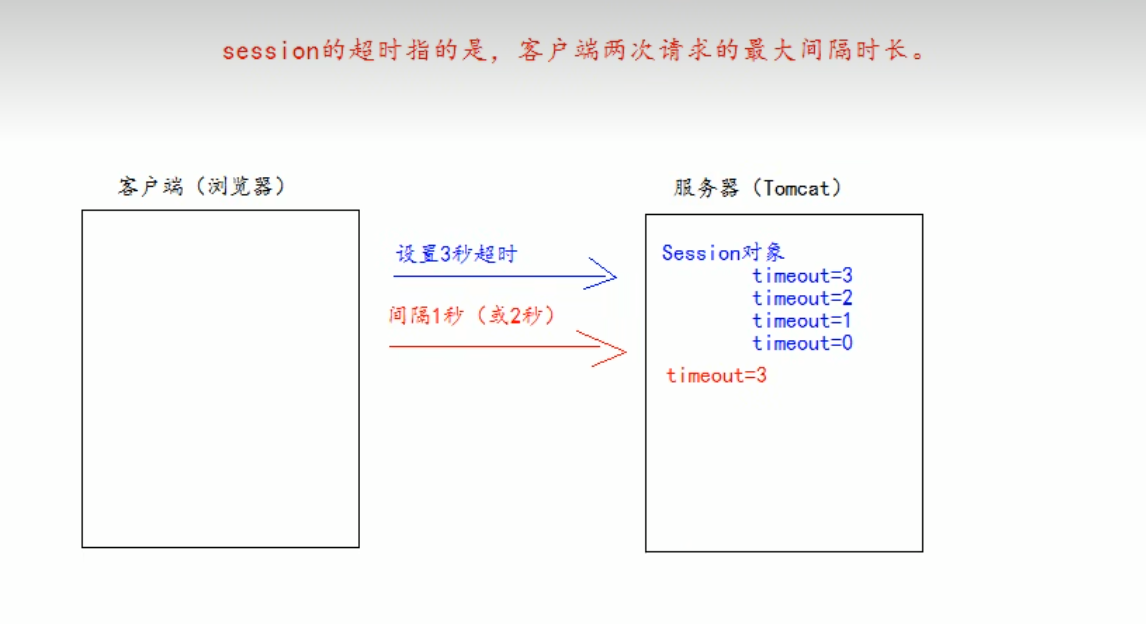 session的超时指的是，客户端两次请求的最大间隔时长。
客户端（浏览器）
服务器（Tomcat）
设置3秒超时
间隔1秒（或2秒）
Session对象
timeout=3
timeout=2
timeout=1
timeout=0
timeout=3